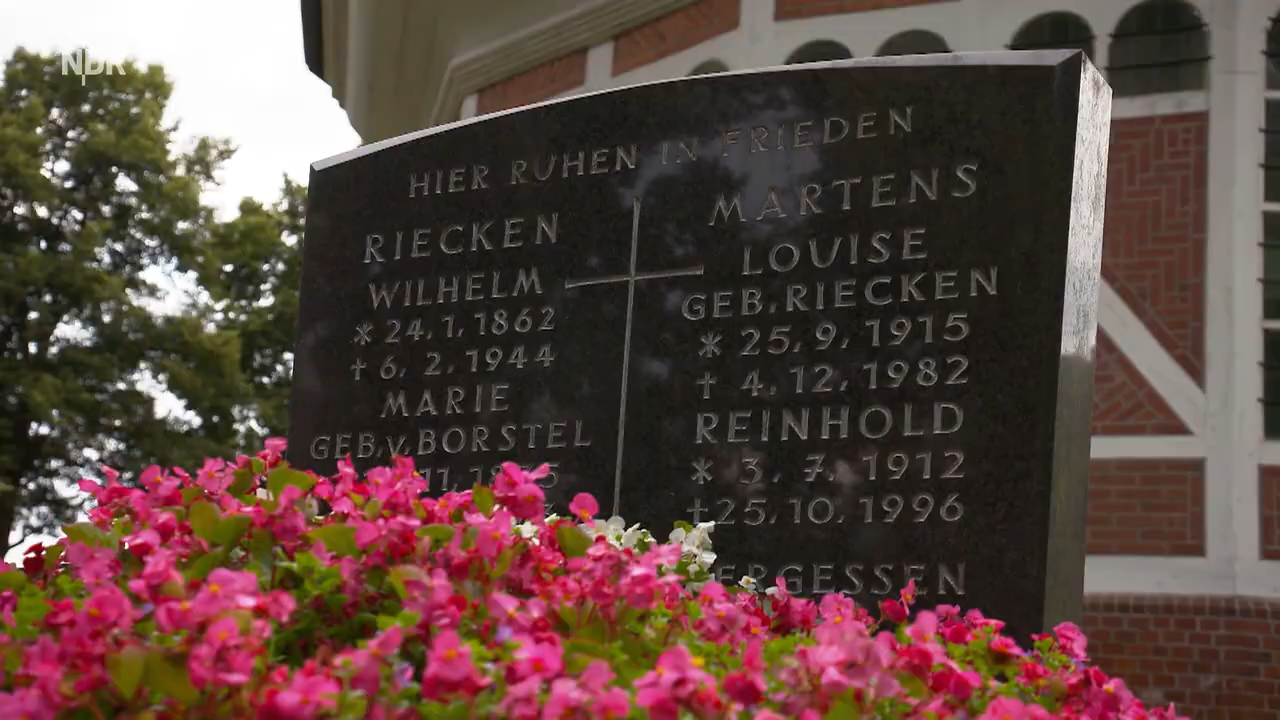 NDR
HIER RUHEN IN FRIEDEN
RIECKEN
WILHELM
* 24.1.1862
† 6.2.1944
MARIE
GEB.v.BORSTEL
MARTENS
LOUISE
GEB.RIECKEN
* 25.9.1915
† 4.12.1982
REINHOLD
* 3.7.1912
†25.10.1996